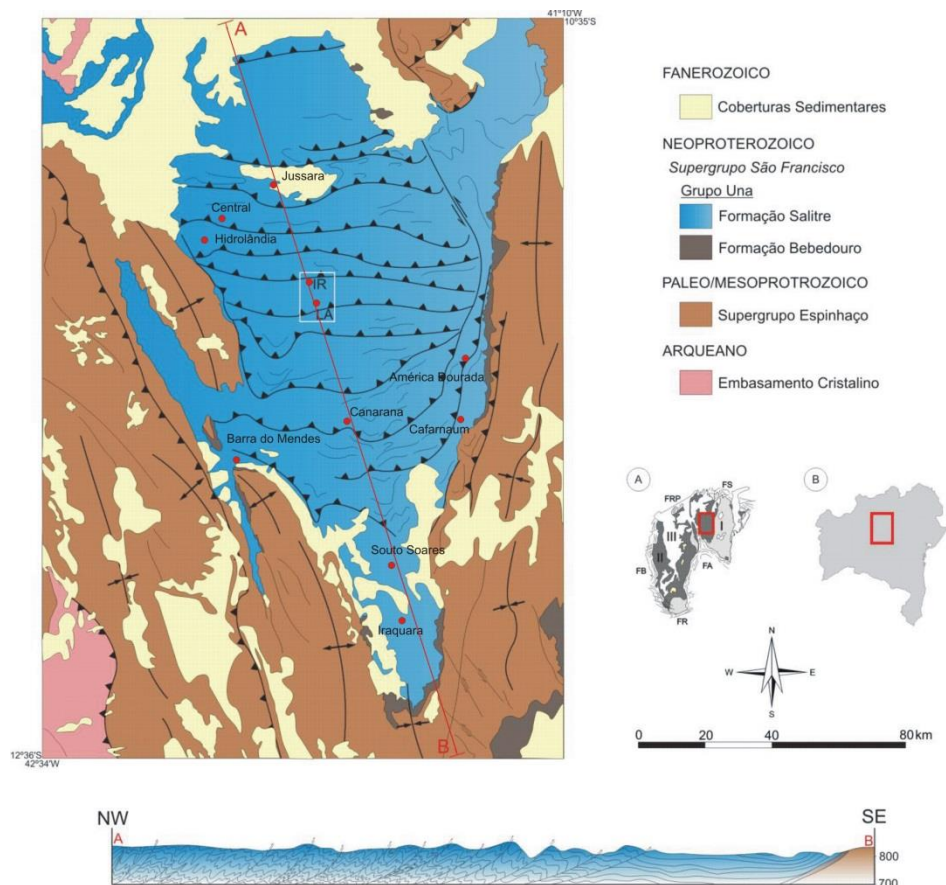 41°10'W
10°35'S
A
Jussara
Central
Hidrolândia
IR
LA
América Dourada
Canarana
Cafarnaum
Barra do Mendes
Souto Soares
Iraquara
B
12°36'S
42°34'W
FANEROZOICO
Coberturas Sedimentares
NEOPROTEROZOICO
Supergrupo São Francisco
Grupo Una
Formação Salitre
Formação Bebedouro
PALEO/MESOPROTROZOICO
Supergrupo Espinhaço
ARQUEANO
Embasamento Cristalino
A
FS
FRP
I
III
II
FB
FA
FR
B
N
W E
S
0 20 40 80 km
NW SE
A B
800
700